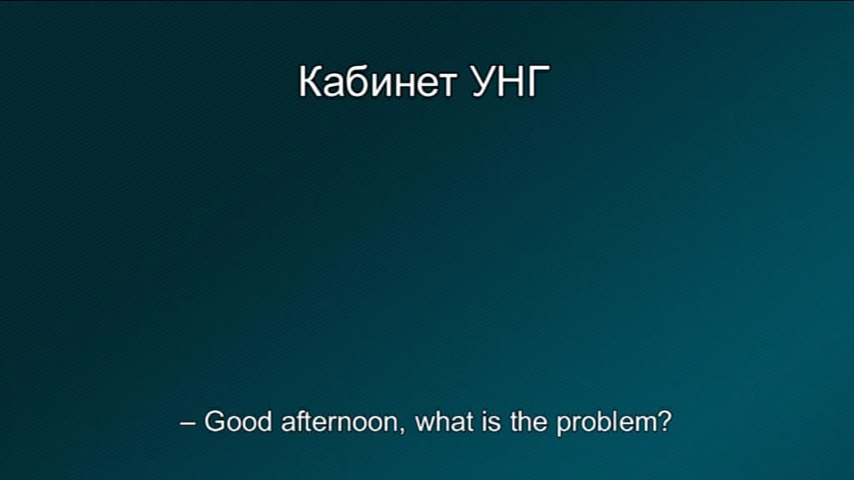 Кабинет УНГ
– Good afternoon, what is the problem?